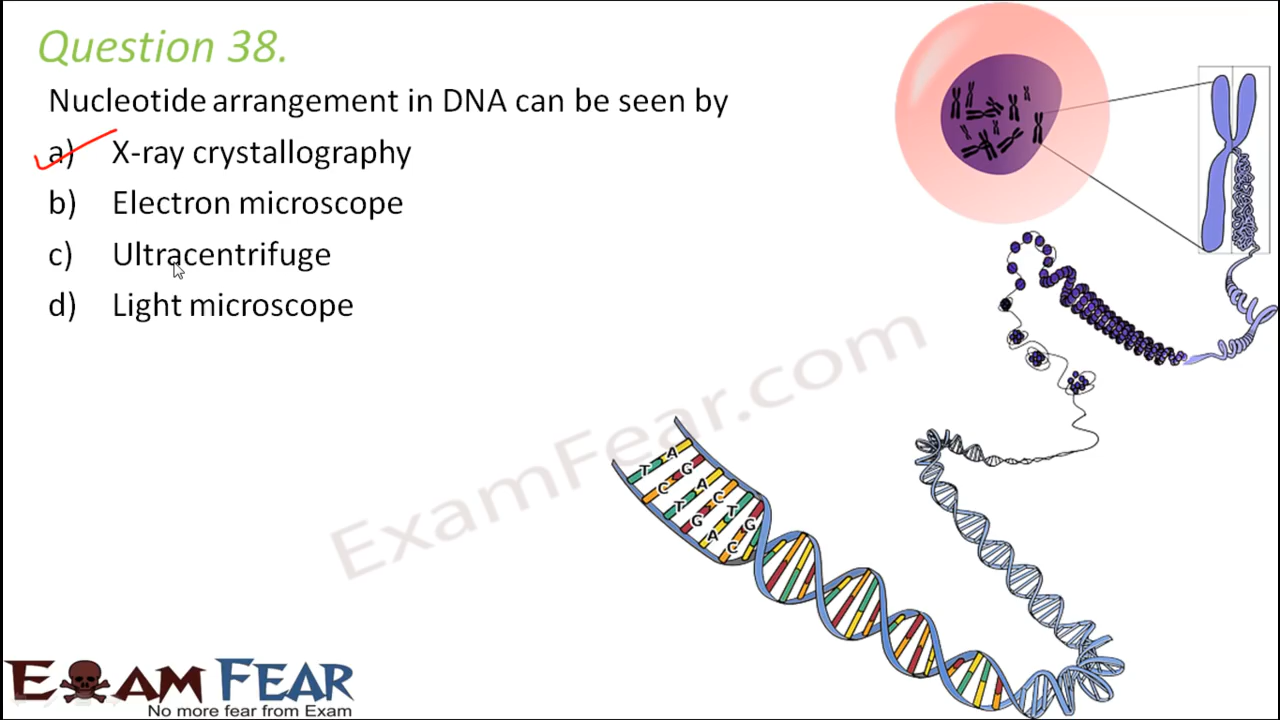 Question 38.
Nucleotide arrangement in DNA can be seen by
a) X-ray crystallography
b) Electron microscope
c) Ultracentrifuge
d) Light microscope
ExamFear.com
T A
C G
T A
G C
A T
C G
EXAM FEAR
No more fear from Exam